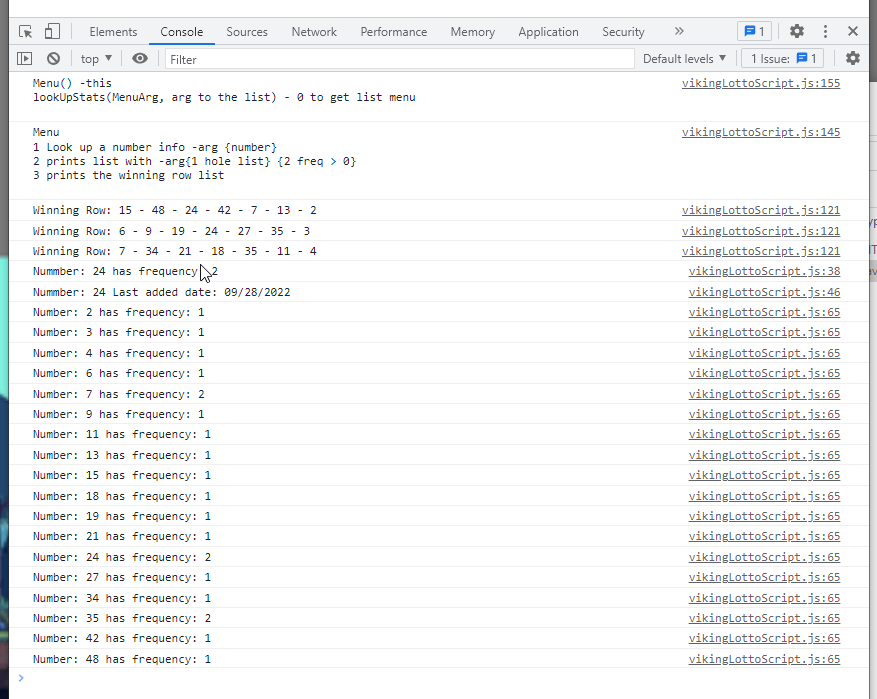 Elements Console Sources Network Performance Memory Application Security » 1
top ▼ Filter Default levels ▼ 1 Issue: 1
Menu() -this vikingLottoScript.js:155
lookUpStats(MenuArg, arg to the list) - 0 to get list menu
Menu vikingLottoScript.js:145
1 Look up a number info -arg {number}
2 prints list with -arg{1 hole list} {2 freq > 0}
3 prints the winning row list
Winning Row: 15 - 48 - 24 - 42 - 7 - 13 - 2 vikingLottoScript.js:121
Winning Row: 6 - 9 - 19 - 24 - 27 - 35 - 3 vikingLottoScript.js:121
Winning Row: 7 - 34 - 21 - 18 - 35 - 11 - 4 vikingLottoScript.js:121
Nummber: 24 has frequency 2 vikingLottoScript.js:38
Nummber: 24 Last added date: 09/28/2022 vikingLottoScript.js:46
Number: 2 has frequency: 1 vikingLottoScript.js:65
Number: 3 has frequency: 1 vikingLottoScript.js:65
Number: 4 has frequency: 1 vikingLottoScript.js:65
Number: 6 has frequency: 1 vikingLottoScript.js:65
Number: 7 has frequency: 2 vikingLottoScript.js:65
Number: 9 has frequency: 1 vikingLottoScript.js:65
Number: 11 has frequency: 1 vikingLottoScript.js:65
Number: 13 has frequency: 1 vikingLottoScript.js:65
Number: 15 has frequency: 1 vikingLottoScript.js:65
Number: 18 has frequency: 1 vikingLottoScript.js:65
Number: 19 has frequency: 1 vikingLottoScript.js:65
Number: 21 has frequency: 1 vikingLottoScript.js:65
Number: 24 has frequency: 2 vikingLottoScript.js:65
Number: 27 has frequency: 1 vikingLottoScript.js:65
Number: 34 has frequency: 1 vikingLottoScript.js:65
Number: 35 has frequency: 2 vikingLottoScript.js:65
Number: 42 has frequency: 1 vikingLottoScript.js:65
Number: 48 has frequency: 1 vikingLottoScript.js:65